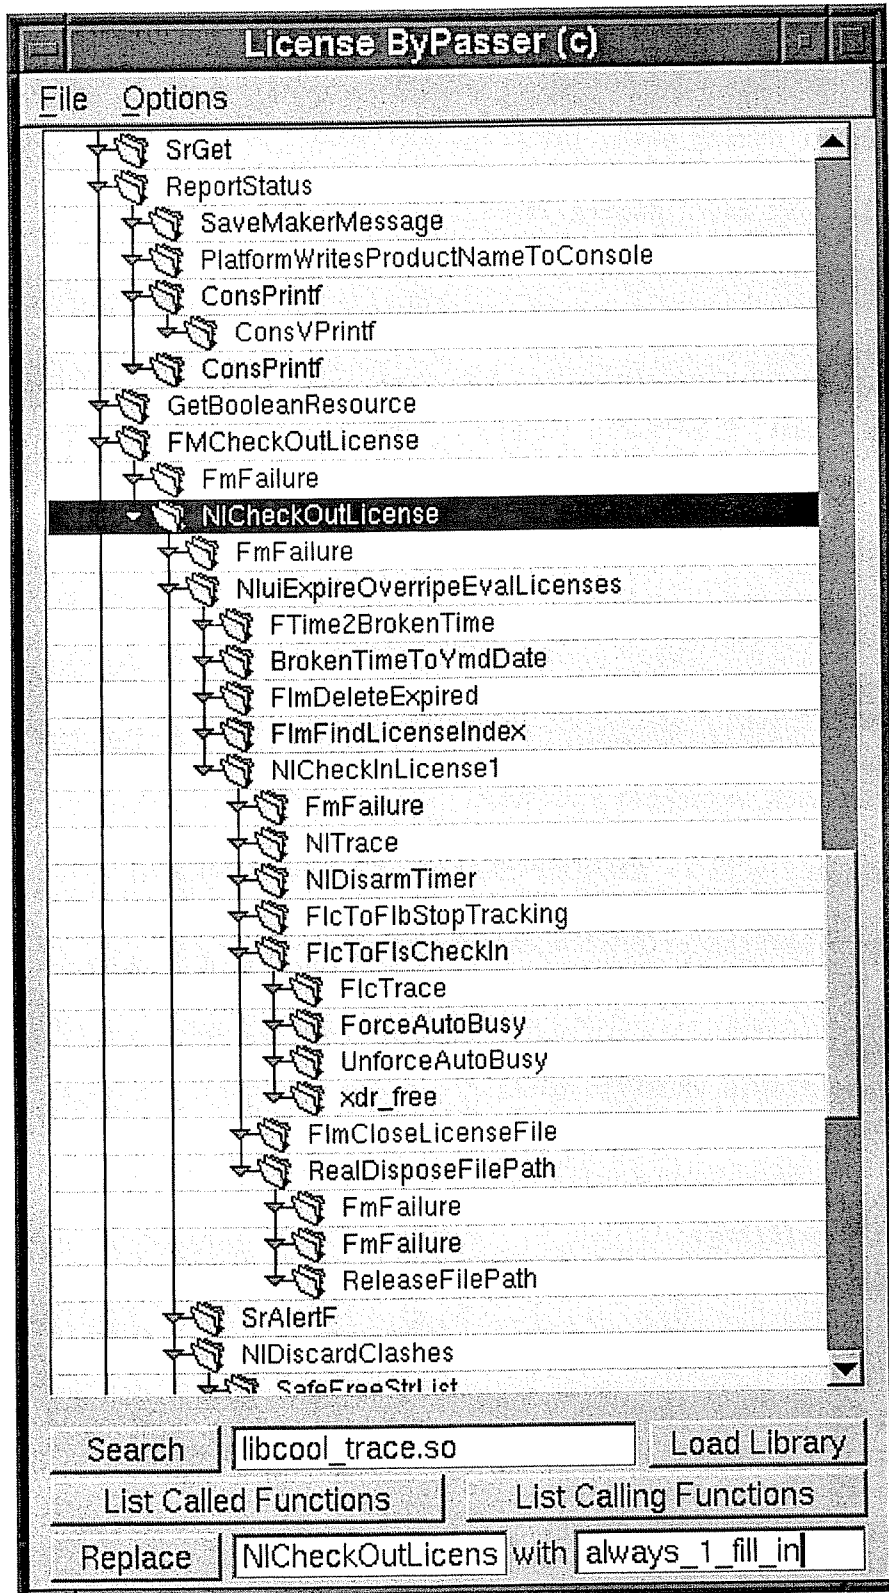 License ByPasser (c)
File Options
SrGet
ReportStatus
SaveMakerMessage
PlatformWritesProductNameToConsole
ConsPrintf
ConsVPrintf
ConsPrintf
GetBooleanResource
FMCheckOutLicense
FmFailure
NlCheckOutLicense
FmFailure
NluiExpireOverripeEvalLicenses
FTime2BrokenTime
BrokenTimeToYmdDate
FlmDeleteExpired
FlmFindLicenseIndex
NlCheckInLicense1
FmFailure
NlTrace
NlDisarmTimer
FlcToFlbStopTracking
FlcToFlsCheckIn
FlcTrace
ForceAutoBusy
UnforceAutoBusy
xdr_free
FlmCloseLicenseFile
RealDisposeFilePath
FmFailure
FmFailure
ReleaseFilePath
SrAlertF
NlDiscardClashes
SafeFreeStrList
Search libcool_trace.so Load Library
List Called Functions List Calling Functions
Replace NlCheckOutLicens with always_1_fill_in